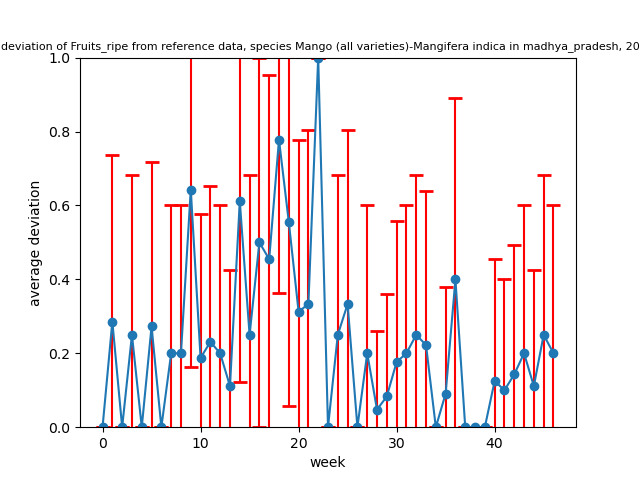 deviation of Fruits_ripe from reference data, species Mango (all varieties)-Mangifera indica in madhya_pradesh, 20
1.0
0.8
0.6
0.4
0.2
0.0
average deviation
0 10 20 30 40
week